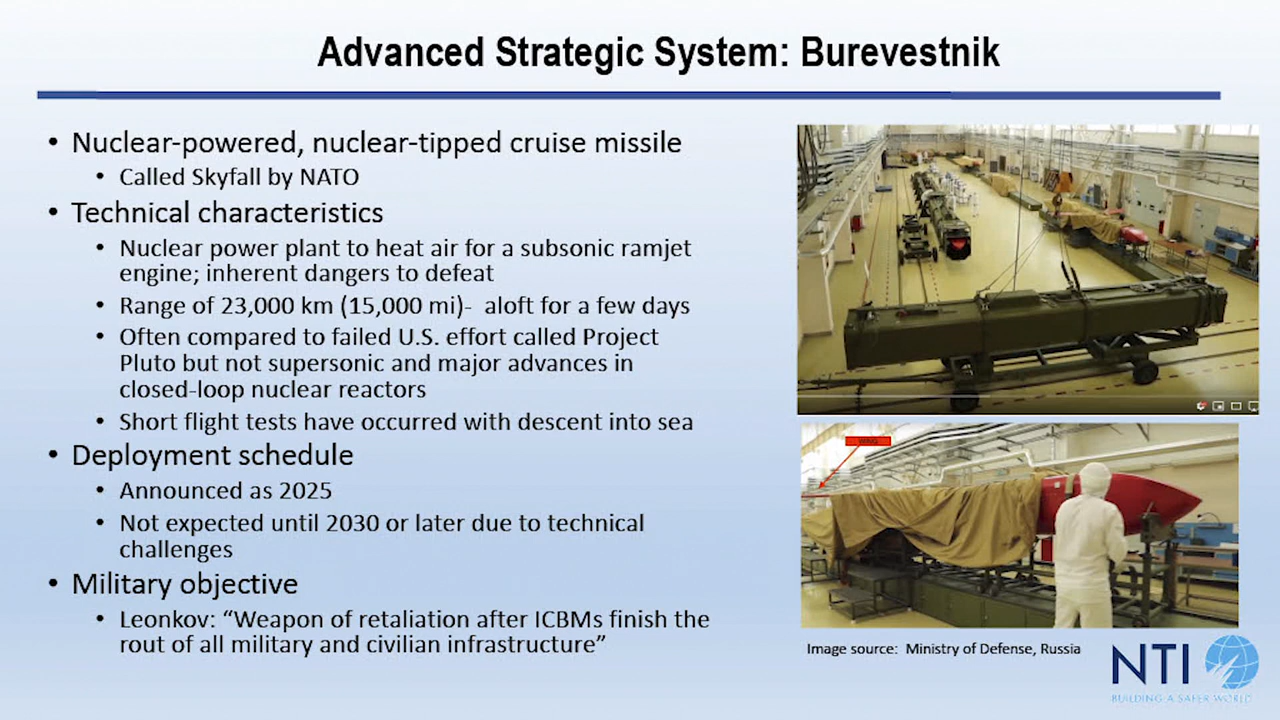 Advanced Strategic System: Burevestnik
• Nuclear-powered, nuclear-tipped cruise missile
• Called Skyfall by NATO
• Technical characteristics
• Nuclear power plant to heat air for a subsonic ramjet
engine; inherent dangers to defeat
• Range of 23,000 km (15,000 mi)- aloft for a few days
• Often compared to failed U.S. effort called Project
Pluto but not supersonic and major advances in
closed-loop nuclear reactors
• Short flight tests have occurred with descent into sea
• Deployment schedule
• Announced as 2025
• Not expected until 2030 or later due to technical
challenges
• Military objective
• Leonkov: “Weapon of retaliation after ICBMs finish the
rout of all military and civilian infrastructure”
WING
Image source: Ministry of Defense, Russia
NTI
BUILDING A SAFER WORLD